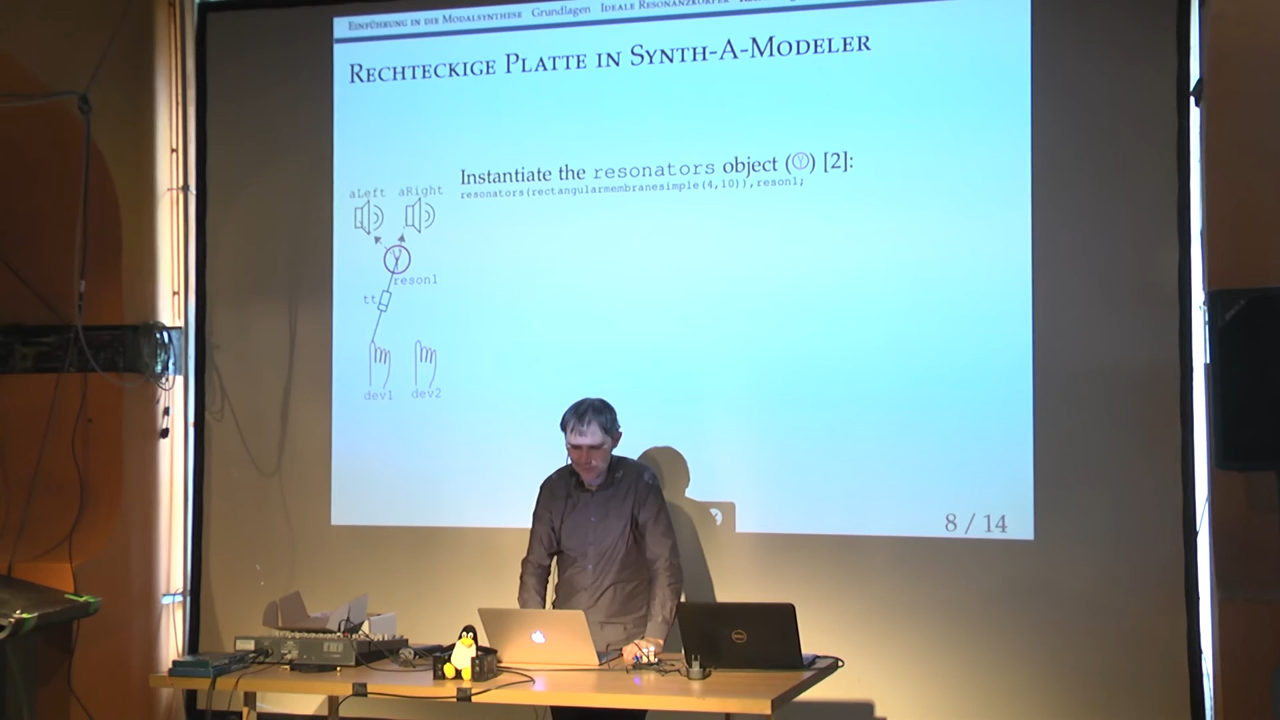 EINFÜHRUNG IN DIE MODALSYNTHESE Grundlagen IDEALE RESONANZKÖRPER
RECHTECKIGE PLATTE IN SYNTH-A-MODELER
Instantiate the resonators object (Y) [2]:
resonators(rectangularmembranesimple(4,10)),reson1;
aLeft aRight
Y
reson1
tt
dev1 dev2
8 / 14
DELL